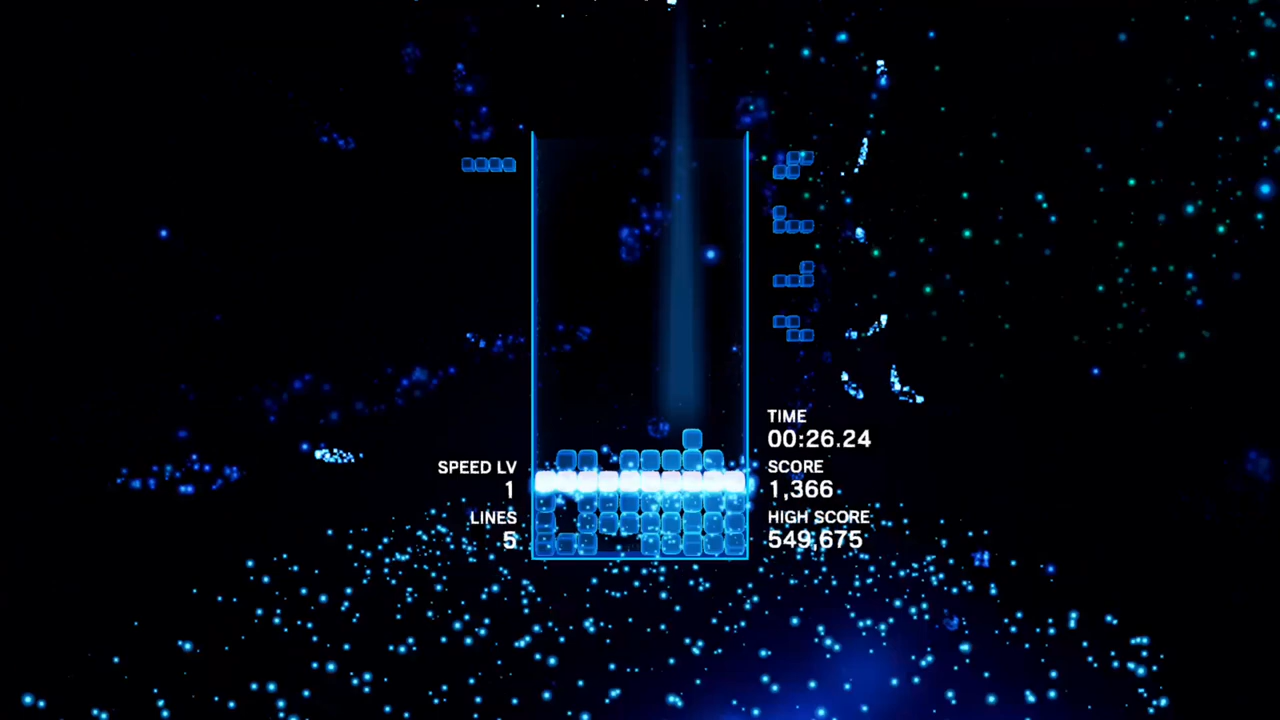 SPEED LV
1
LINES
5
TIME
00:26.24
SCORE
1,366
HIGH SCORE
549,675